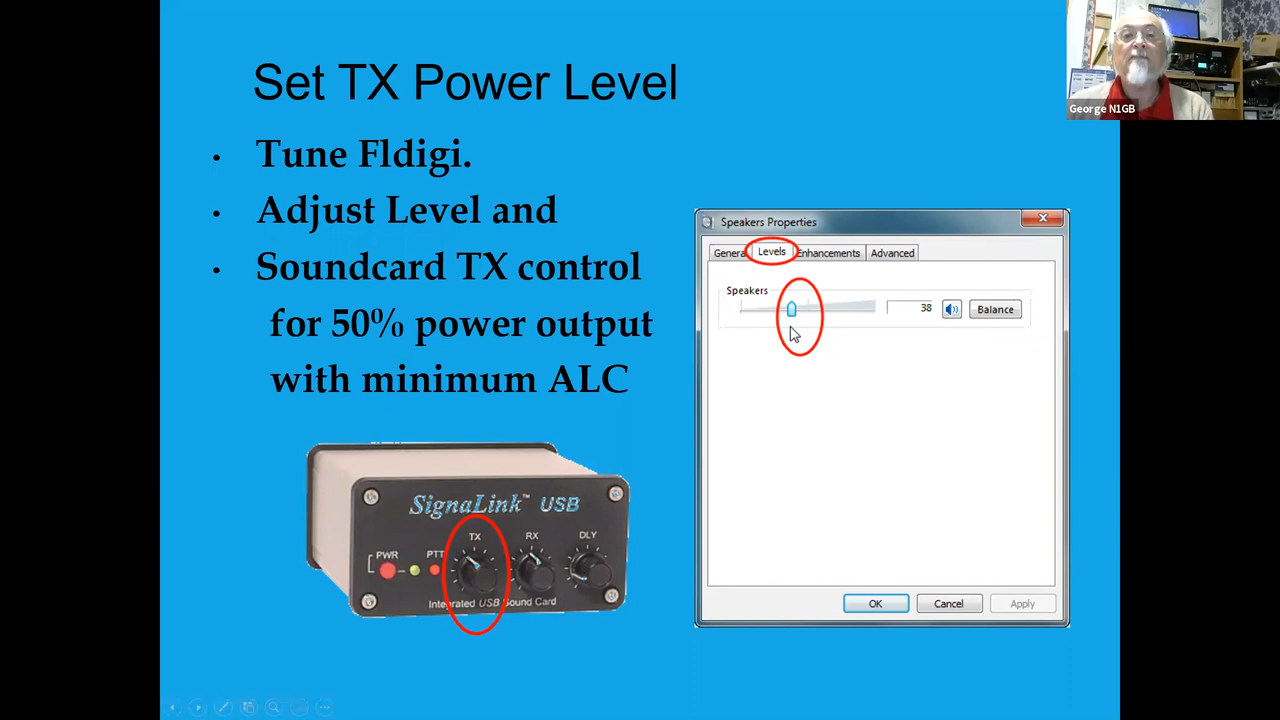 Set TX Power Level
• Tune Fldigi.
• Adjust Level and
• Soundcard TX control
for 50% power output
with minimum ALC
George N1GB
Speakers Properties
General Levels Enhancements Advanced
Speakers
38 Balance
OK Cancel Apply
SignaLink™ USB
TX RX DLY
PWR PTT
Integrated USB Sound Card